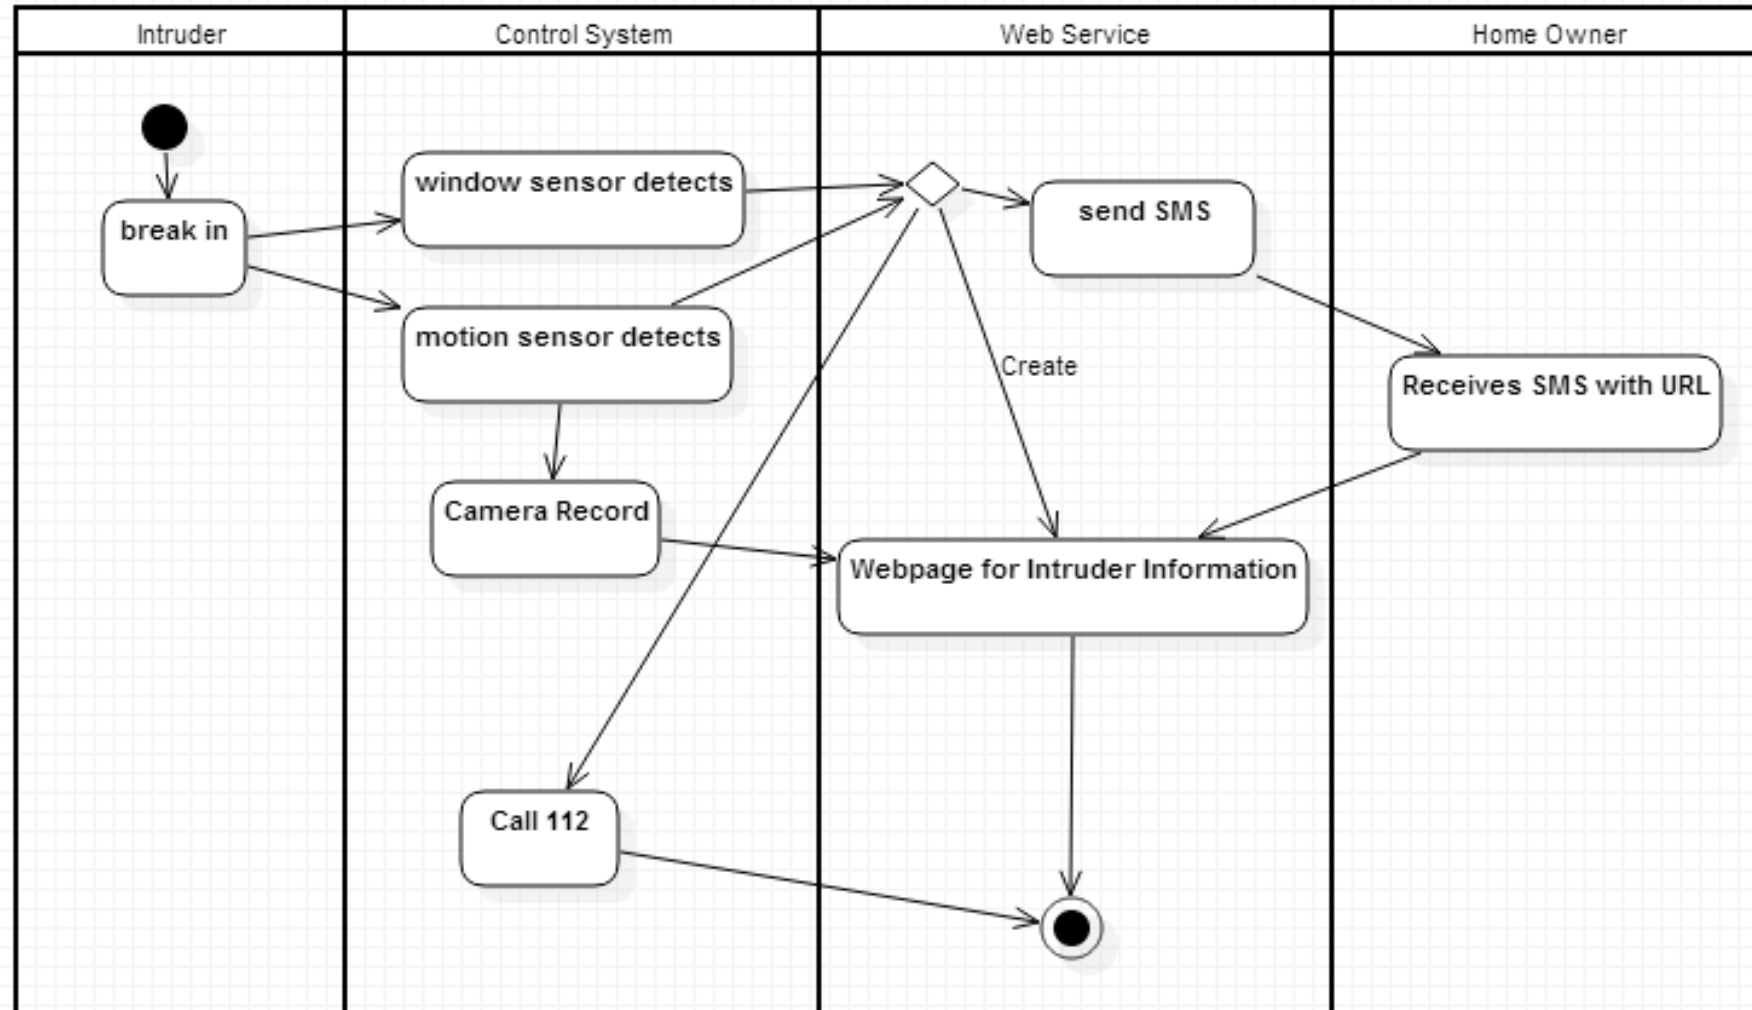 Intruder
Control System
Web Service
Home Owner
window sensor detects
send SMS
break in
motion sensor detects
Create
Receives SMS with URL
Camera Record
Webpage for Intruder Information
Call 112